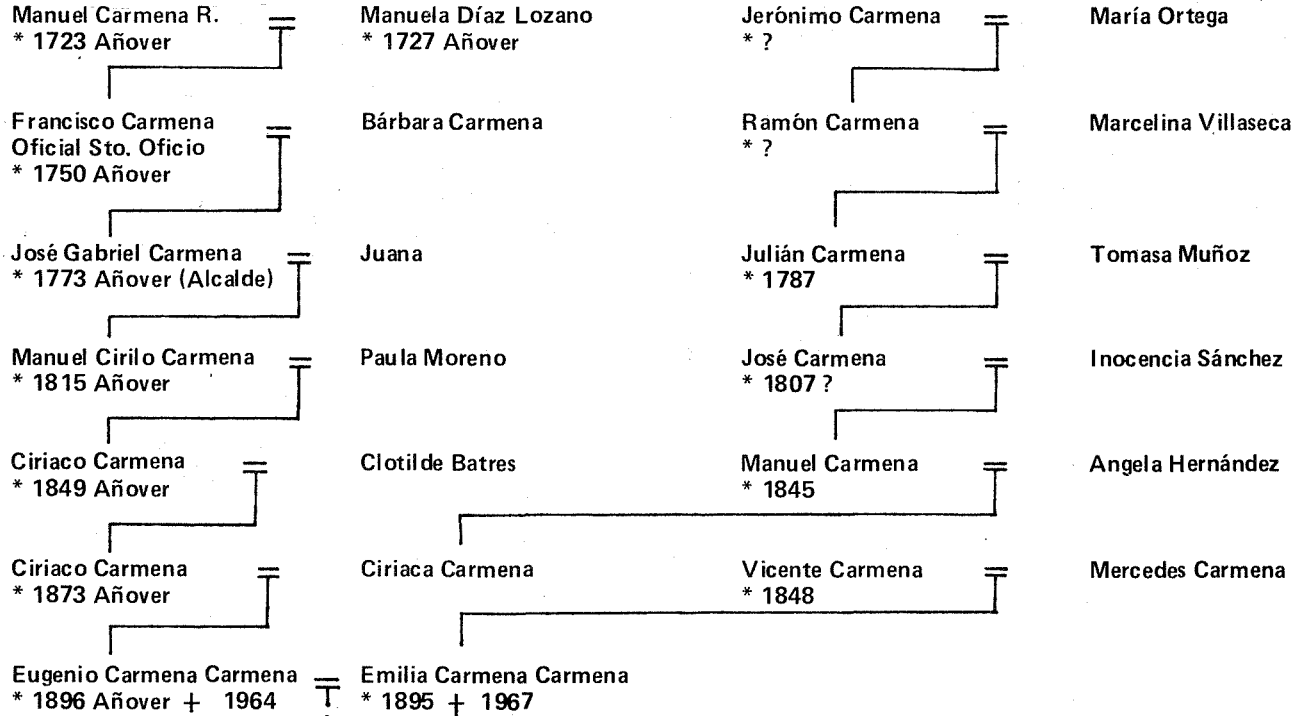 Manuel Carmena R. = Manuela Díaz Lozano Jerónimo Carmena = María Ortega
* 1723 Añover * 1727 Añover * ?
Francisco Carmena = Bárbara Carmena Ramón Carmena = Marcelina Villaseca
Oficial Sto. Oficio * ?
* 1750 Añover
José Gabriel Carmena = Juana Julián Carmena = Tomasa Muñoz
* 1773 Añover (Alcalde) * 1787
Manuel Cirilo Carmena = Paula Moreno José Carmena = Inocencia Sánchez
* 1815 Añover * 1807 ?
Ciriaco Carmena = Clotilde Batres Manuel Carmena = Angela Hernández
* 1849 Añover * 1845
Ciriaco Carmena = Ciriaca Carmena Vicente Carmena = Mercedes Carmena
* 1873 Añover * 1848
Eugenio Carmena Carmena = Emilia Carmena Carmena
* 1896 Añover + 1964 * 1895 + 1967